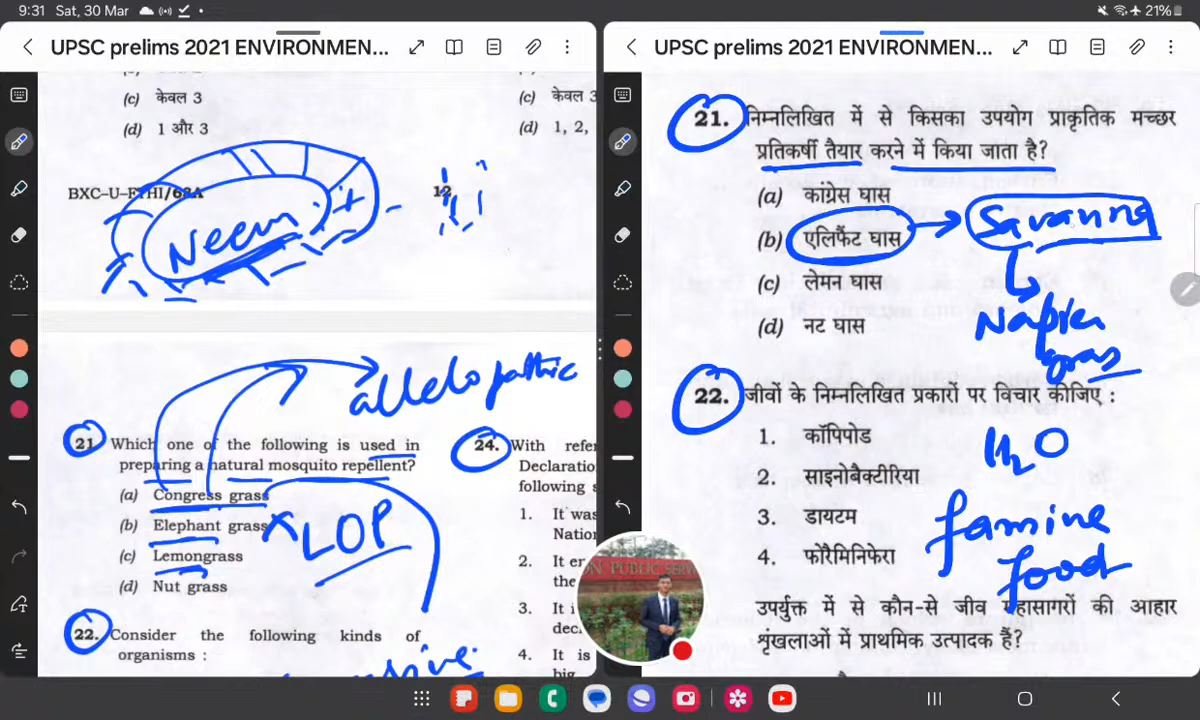 9:31 Sat, 30 Mar
21%
UPSC prelims 2021 ENVIRONMEN...
(c) केवल 3
(d) 1 और 3
(c) केवल 3
(d) 1, 2,
12
Neem
allelopathic
21. Which one of the following is used in
preparing a natural mosquito repellent?
(a) Congress grass
(b) Elephant grass
(c) Lemongrass
(d) Nut grass
LOP
22. Consider the following kinds of
organisms :
24. With refer
Declaratio
following s
1. It was
Natio
2. It er
the
3. It i
dec
4. It is
big
UPSC prelims 2021 ENVIRONMEN...
21. निम्नलिखित में से किसका उपयोग प्राकृतिक मच्छर
प्रतिकर्षी तैयार करने में किया जाता है?
(a) कांग्रेस घास
(b) एलिफैंट घास
Savanna
(c) लेमन घास
(d) नट घास
Napier
grass
22. जीवों के निम्नलिखित प्रकारों पर विचार कीजिए :
1. कॉपिपोड
H2O
2. साइनोबैक्टीरिया
3. डायटम
famine
4. फोरैमिनिफेरा
food
उपर्युक्त में से कौन-से जीव महासागरों की आहार
शृंखलाओं में प्राथमिक उत्पादक हैं?
ON PUBLIC SERV